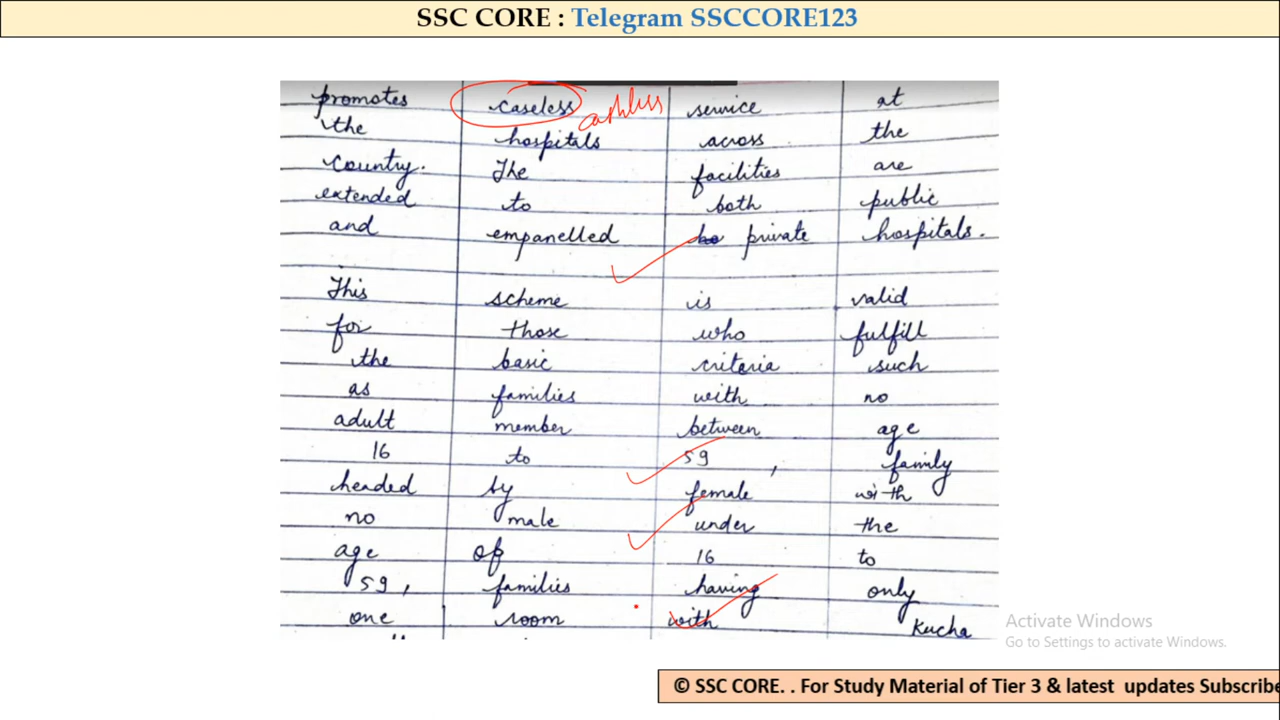 SSC CORE : Telegram SSCCORE123
promotes caseless cashless service at
the hospitals across the
country. The facilities are
extended to both public
and empanelled private hospitals.
This scheme is valid
for those who fulfill
the basic criteria such
as families with no
adult member between age
16 to 59, family
headed by female with
no male under the
age of 16 to
59, families having only
one room with Kucha
Activate Windows
Go to Settings to activate Windows.
© SSC CORE. . For Study Material of Tier 3 & latest updates Subscribe